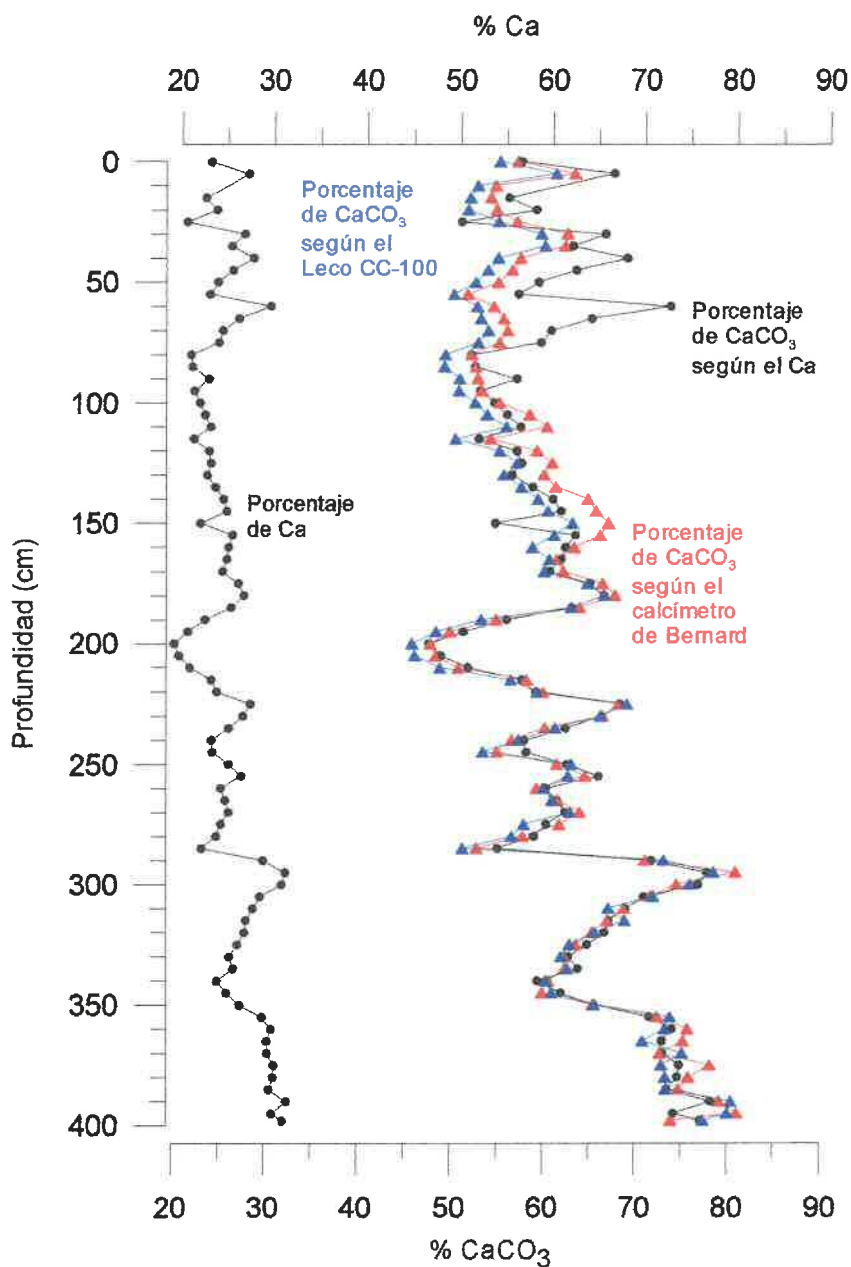 % Ca
20 30 40 50 60 70 80 90
0
Porcentaje
de CaCO₃
según el
Leco CC-100
50
Porcentaje
de CaCO₃
según el Ca
100
Porcentaje
de Ca
150
Porcentaje
de CaCO₃
según el
calcímetro
de Bernard
200
Profundidad (cm)
250
300
350
400
20 30 40 50 60 70 80 90
% CaCO₃